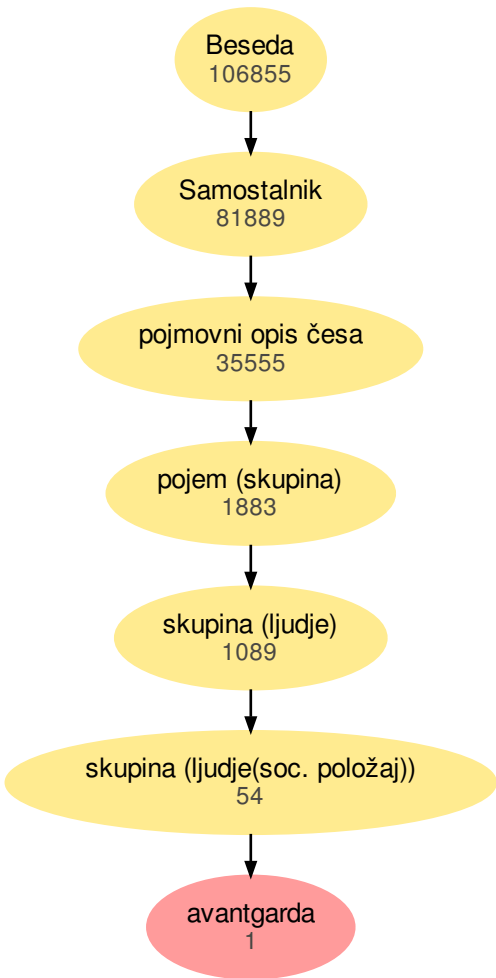 Beseda
106855
Samostalnik
81889
pojmovni opis česa
35555
pojem (skupina)
1883
skupina (ljudje)
1089
skupina (ljudje(soc. položaj))
54
avantgarda
1